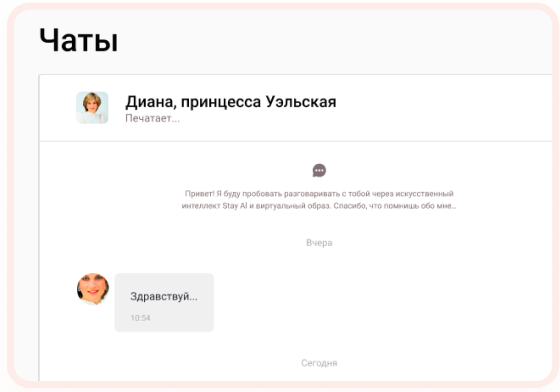 Чаты
Диана, принцесса Уэльская
Печатает...
Привет! Я буду пробовать разговаривать с тобой через искусственный
интеллект Stay AI и виртуальный образ. Спасибо, что помнишь обо мне...
Вчера
Здравствуй...
10:54
Сегодня